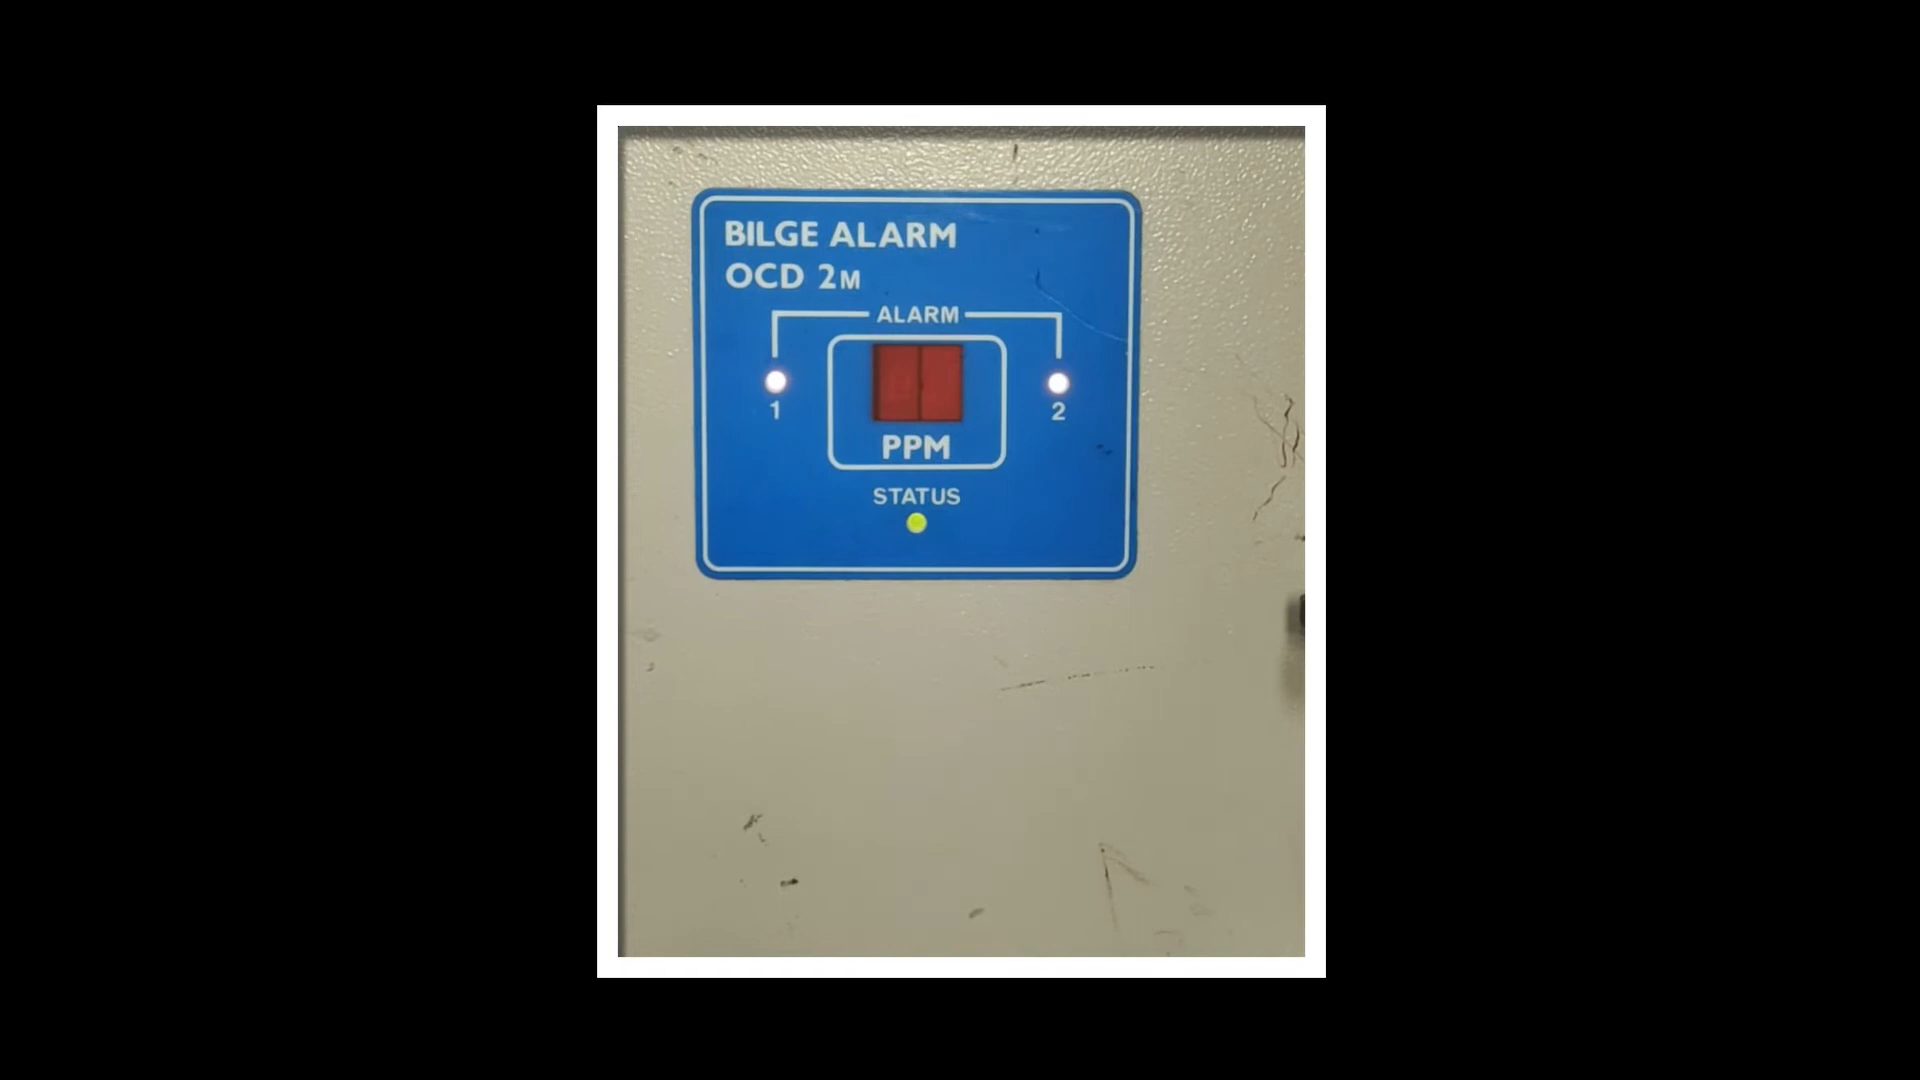 BILGE ALARM
OCD 2M
ALARM
1 2
PPM
STATUS